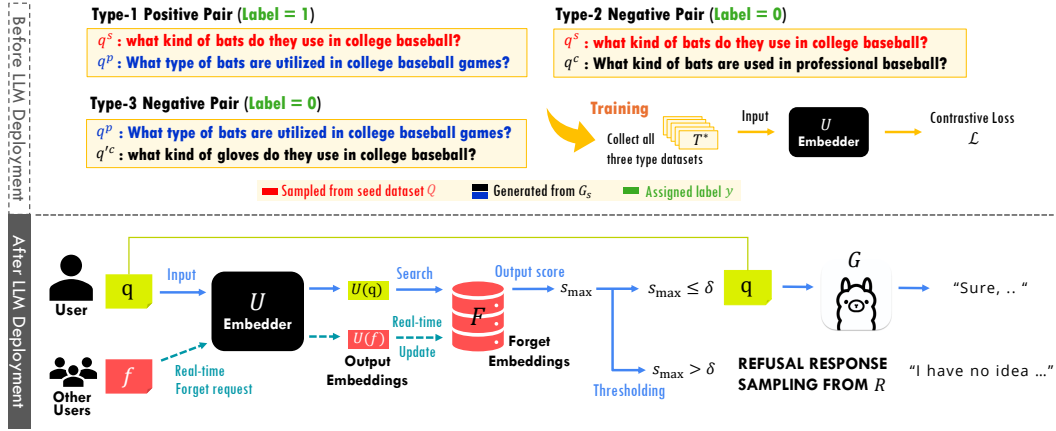 Before LLM Deployment
Type-1 Positive Pair (Label = 1)
q^s : what kind of bats do they use in college baseball?
q^p : What type of bats are utilized in college baseball games?
Type-2 Negative Pair (Label = 0)
q^s : what kind of bats do they use in college baseball?
q^c : What kind of bats are used in professional baseball?
Type-3 Negative Pair (Label = 0)
q^p : What type of bats are utilized in college baseball games?
q'^c : what kind of gloves do they use in college baseball?
Training
Collect all
three type datasets
T*
Input
U
Embedder
Contrastive Loss
ℒ
Sampled from seed dataset Q
Generated from G_s
Assigned label y
After LLM Deployment
User
q
Input
U
Embedder
U(q)
Search
F
Output score
s_max
s_max ≤ δ
q
G
"Sure, .. "
Other
Users
f
Real-time
Forget request
U(f)
Output
Embeddings
Real-time
Update
Forget
Embeddings
Thresholding
s_max > δ
REFUSAL RESPONSE
SAMPLING FROM R
"I have no idea ..."